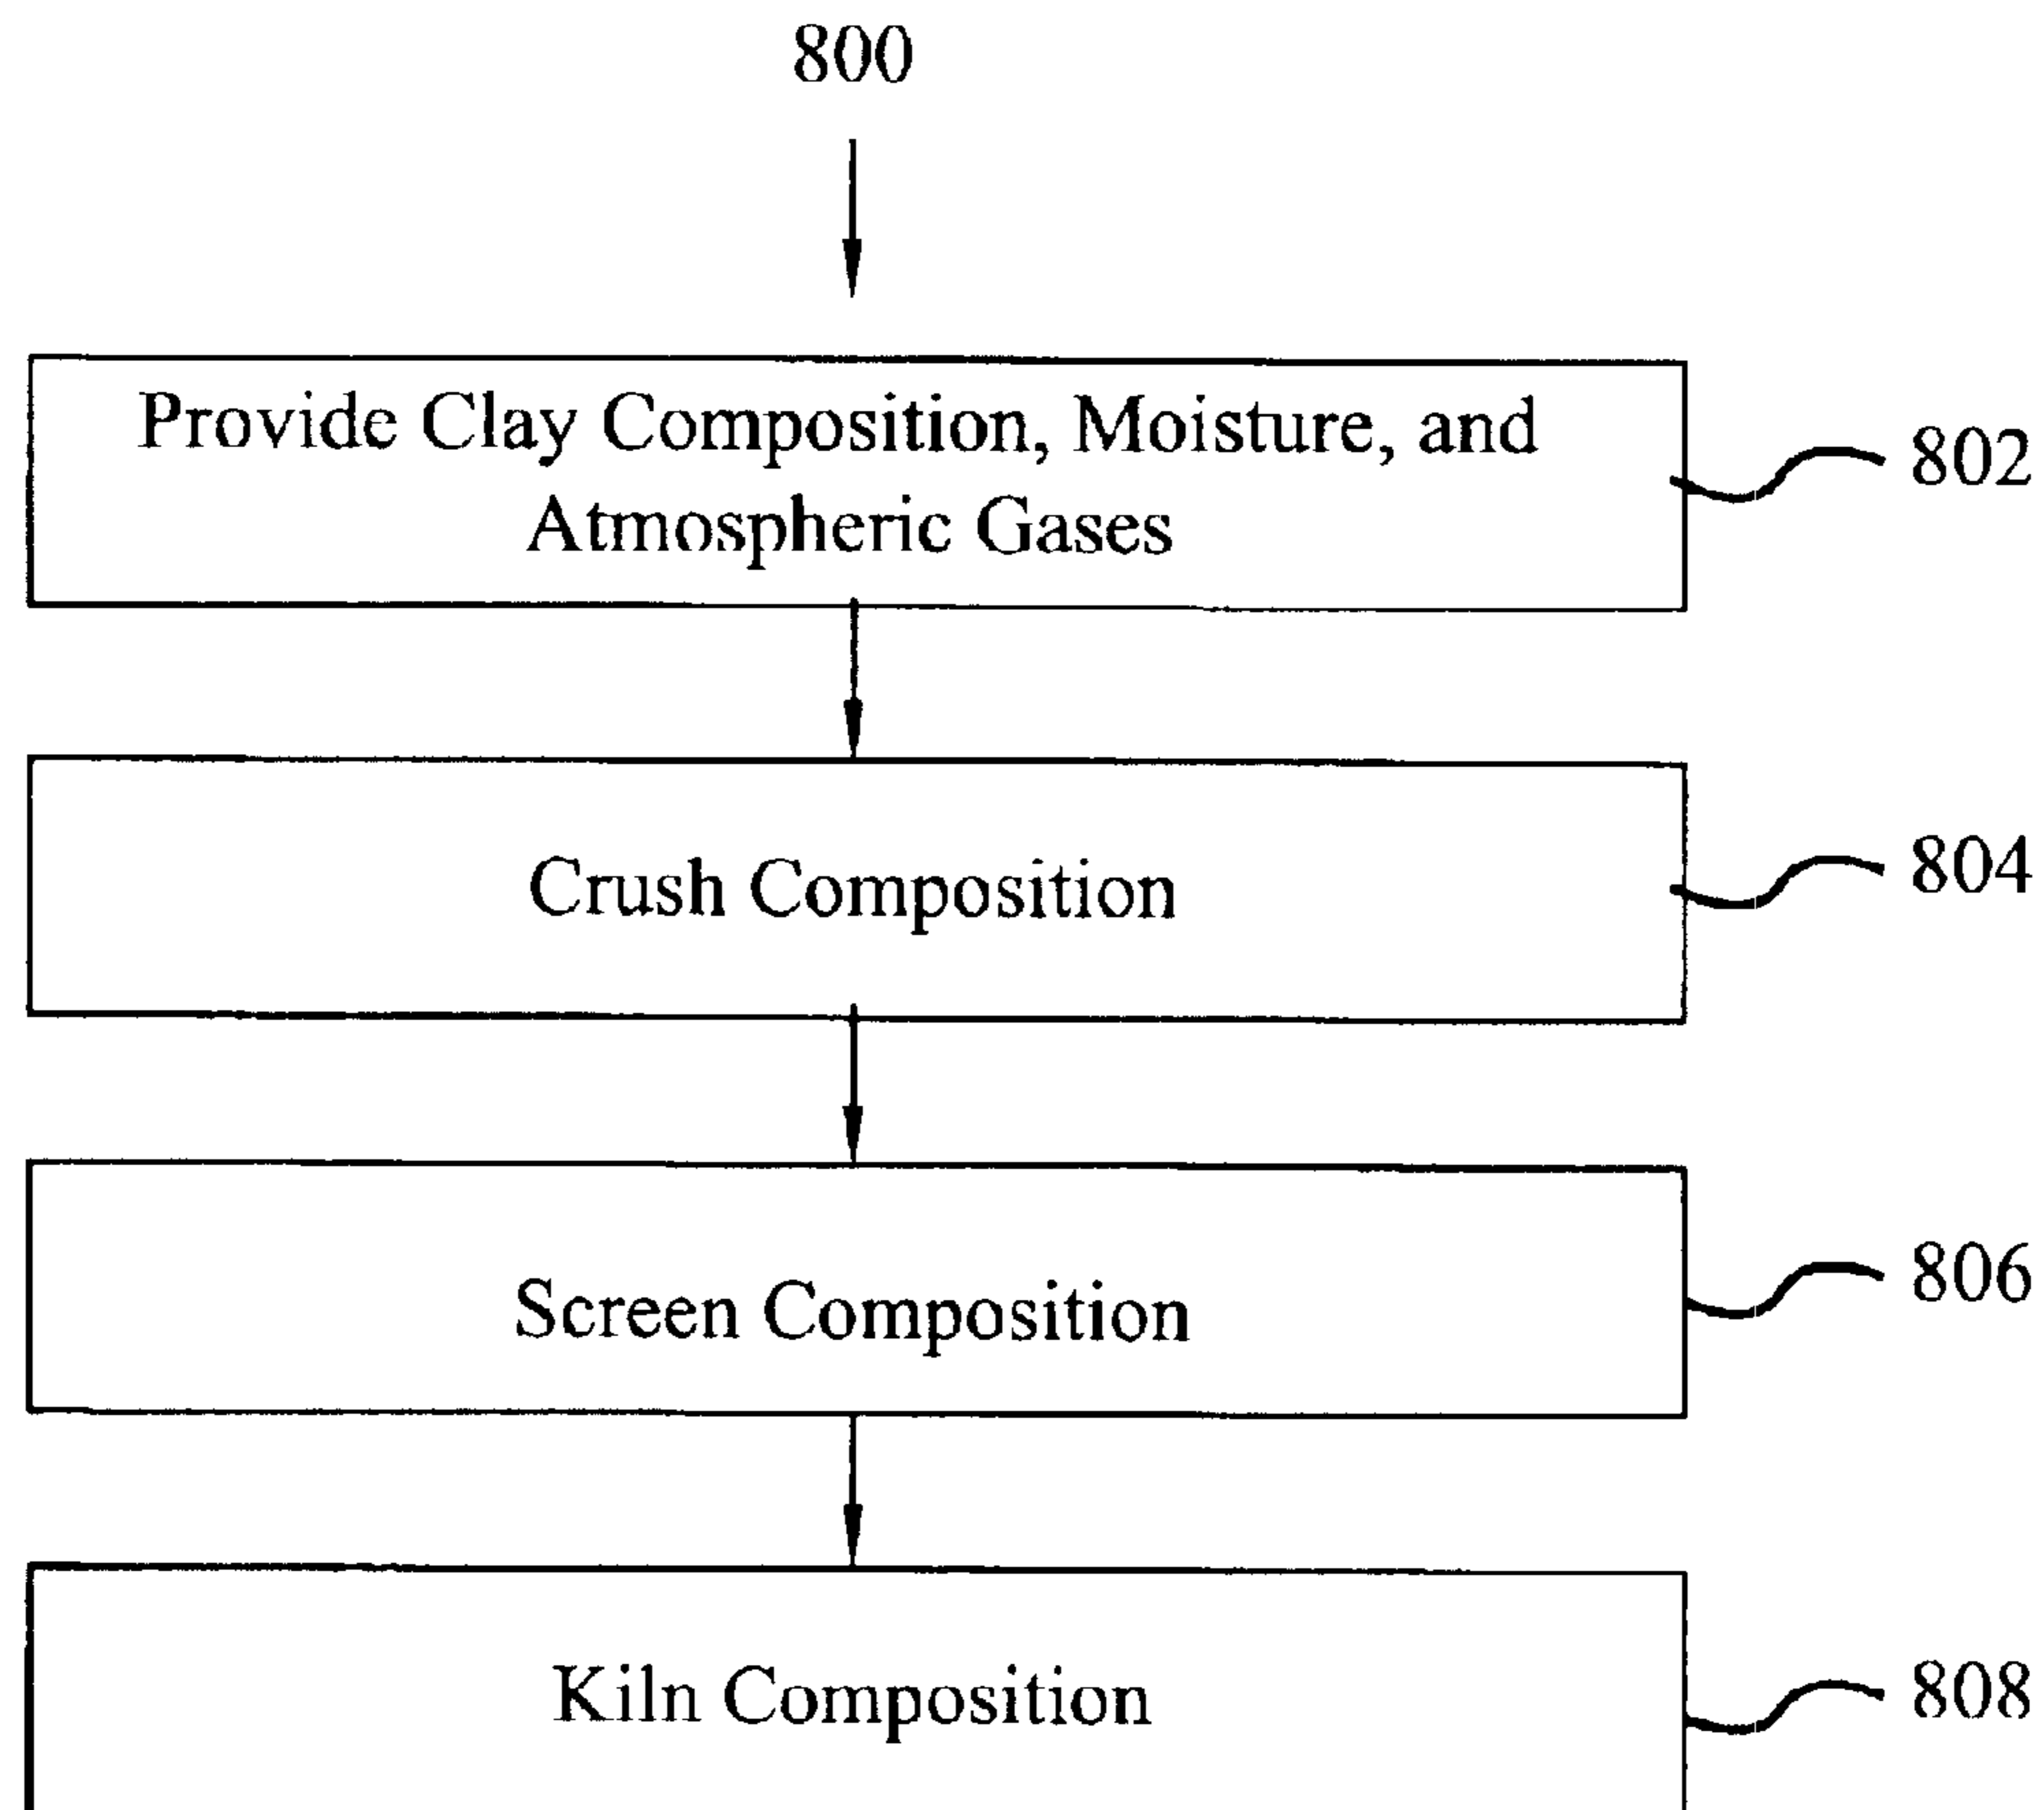 800
Provide Clay Composition, Moisture, and
Atmospheric Gases
802
Crush Composition
804
Screen Composition
806
Kiln Composition
808